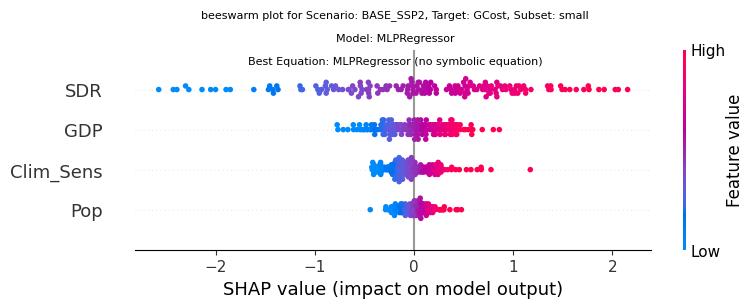 beeswarm plot for Scenario: BASE_SSP2, Target: GCost, Subset: small
Model: MLPRegressor
Best Equation: MLPRegressor (no symbolic equation)
High
SDR
GDP
Clim_Sens
Pop
Feature value
Low
−2
−1
0
1
2
SHAP value (impact on model output)